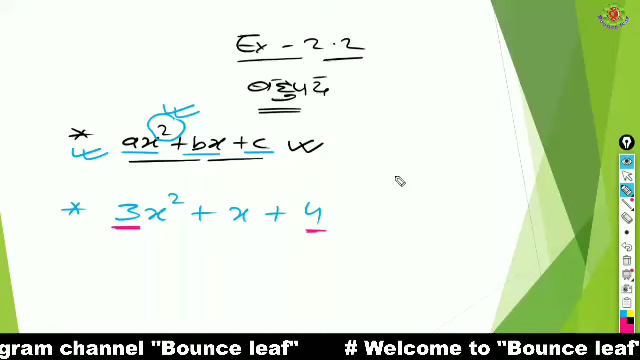 Ex - 2.2
* ax² + bx + c
* 3x² + x + 4
gram channel "Bounce leaf" # Welcome to "Bounce leaf"